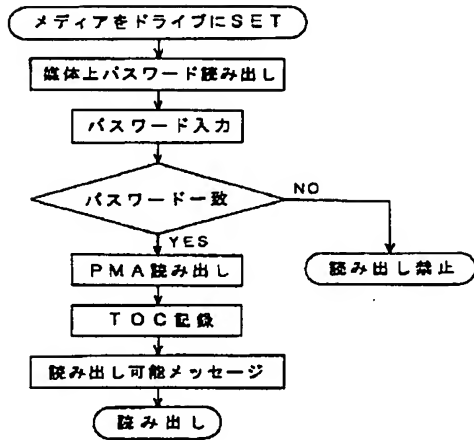 メディアをドライブにSET
媒体上パスワード読み出し
パスワード入力
パスワード一致
NO
YES
PMA読み出し
読み出し禁止
TOC記録
読み出し可能メッセージ
読み出し